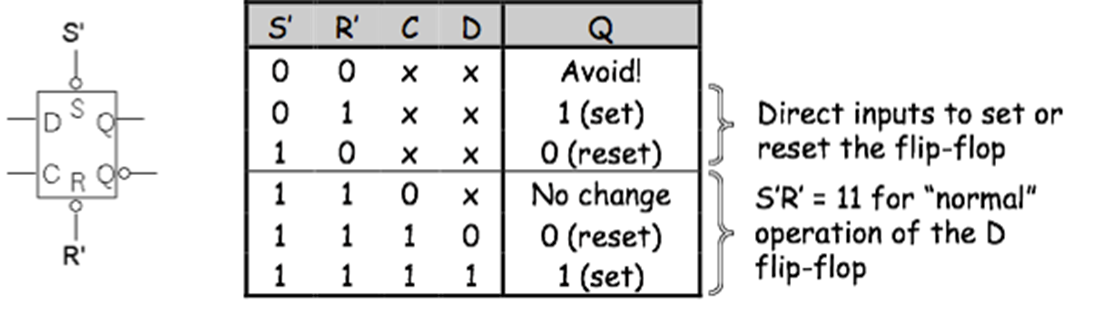 S'
D S Q
C R Q
R'
S' R' C D Q
0 0 x x Avoid!
0 1 x x 1 (set)
1 0 x x 0 (reset)
1 1 0 x No change
1 1 1 0 0 (reset)
1 1 1 1 1 (set)
Direct inputs to set or
reset the flip-flop
S'R' = 11 for “normal”
operation of the D
flip-flop